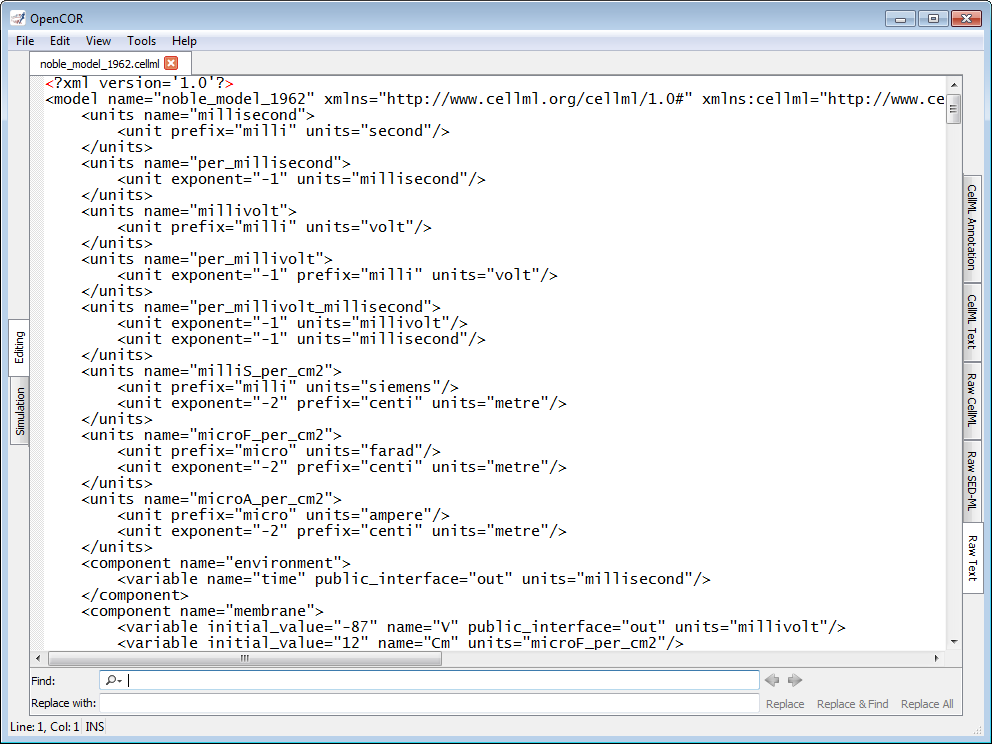 OpenCOR
File Edit View Tools Help
noble_model_1962.cellml
<?xml version='1.0'?>
<model name="noble_model_1962" xmlns="http://www.cellml.org/cellml/1.0#" xmlns:cellml="http://www.ce
    <units name="millisecond">
        <unit prefix="milli" units="second"/>
    </units>
    <units name="per_millisecond">
        <unit exponent="-1" units="millisecond"/>
    </units>
    <units name="millivolt">
        <unit prefix="milli" units="volt"/>
    </units>
    <units name="per_millivolt">
        <unit exponent="-1" prefix="milli" units="volt"/>
    </units>
    <units name="per_millivolt_millisecond">
        <unit exponent="-1" units="millivolt"/>
        <unit exponent="-1" units="millisecond"/>
    </units>
    <units name="milliS_per_cm2">
        <unit prefix="milli" units="siemens"/>
        <unit exponent="-2" prefix="centi" units="metre"/>
    </units>
    <units name="microF_per_cm2">
        <unit prefix="micro" units="farad"/>
        <unit exponent="-2" prefix="centi" units="metre"/>
    </units>
    <units name="microA_per_cm2">
        <unit prefix="micro" units="ampere"/>
        <unit exponent="-2" prefix="centi" units="metre"/>
    </units>
    <component name="environment">
        <variable name="time" public_interface="out" units="millisecond"/>
    </component>
    <component name="membrane">
        <variable initial_value="-87" name="V" public_interface="out" units="millivolt"/>
        <variable initial_value="12" name="Cm" units="microF_per_cm2"/>
Editing
Simulation
CellML Annotation
CellML Text
Raw CellML
Raw SED-ML
Raw Text
Find:
Replace with:
Replace Replace & Find Replace All
Line: 1, Col: 1 INS